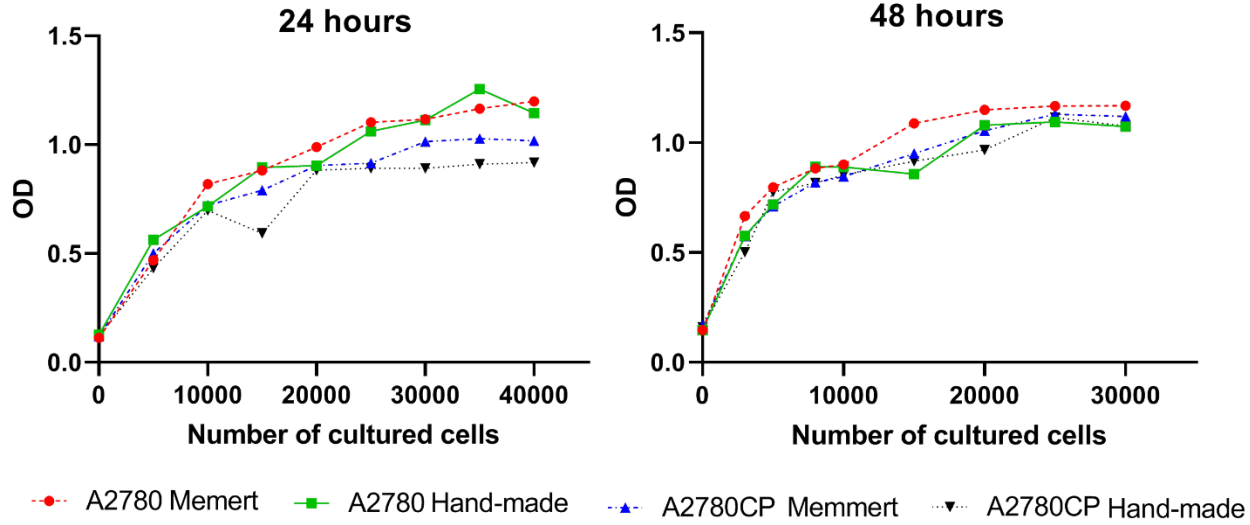 24 hours
1.5
1.0
0.5
0.0
OD
0
10000
20000
30000
40000
Number of cultured cells
48 hours
1.5
1.0
0.5
0.0
OD
0
10000
20000
30000
Number of cultured cells
A2780 Memert
A2780 Hand-made
A2780CP Memmert
A2780CP Hand-made